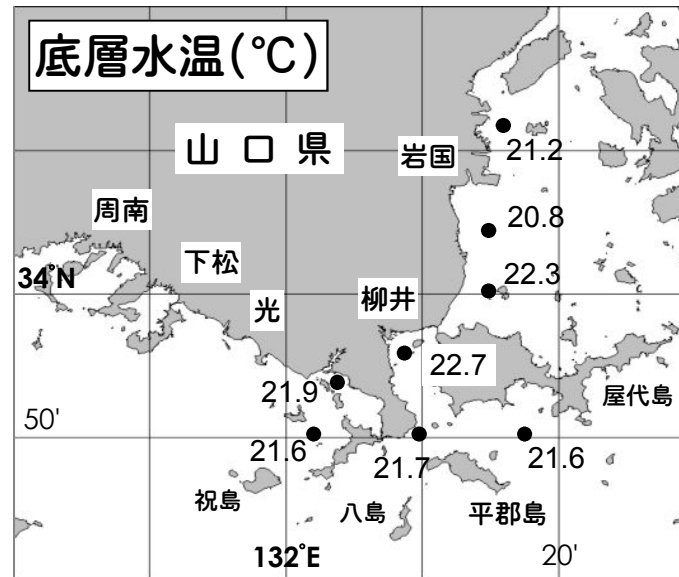 底層水温(℃)
山口県
岩国
21.2
周南
20.8
下松
34°N
22.3
光
柳井
22.7
21.9
屋代島
50'
21.6
21.7
21.6
祝島
八島
平郡島
132°E
20'